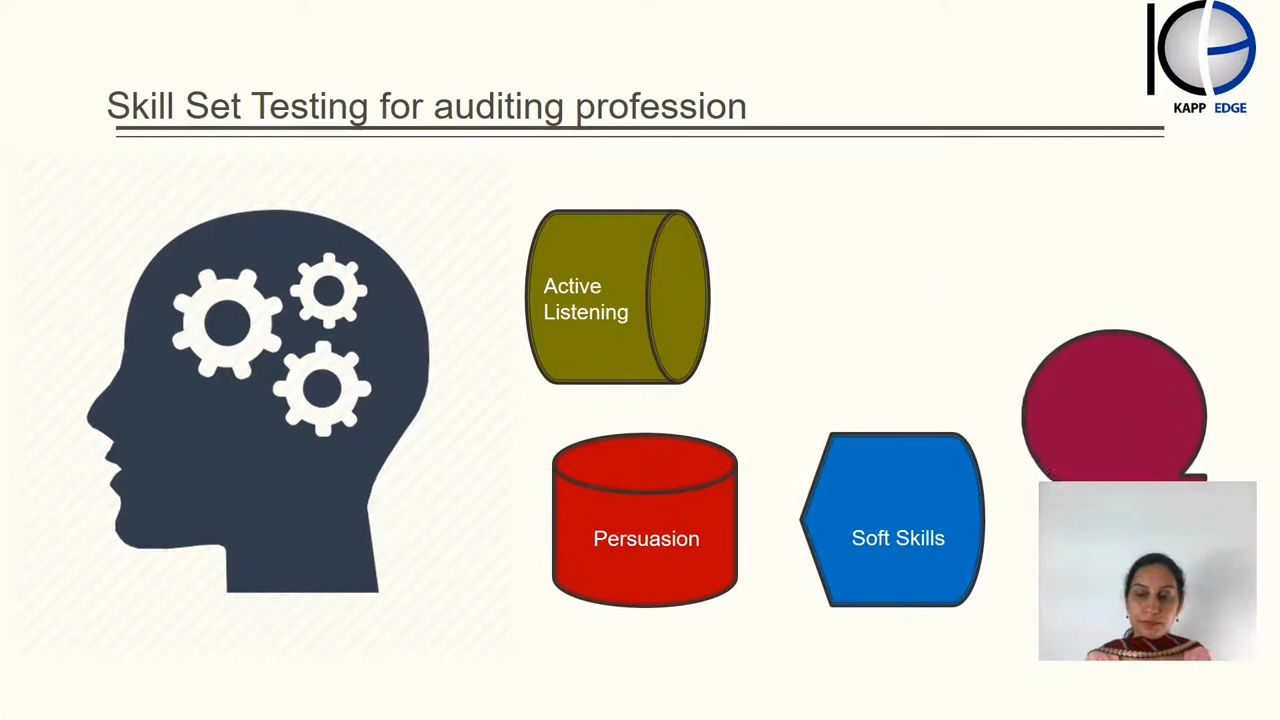 KAPP EDGE
Skill Set Testing for auditing profession
Active
Listening
Persuasion
Soft Skills